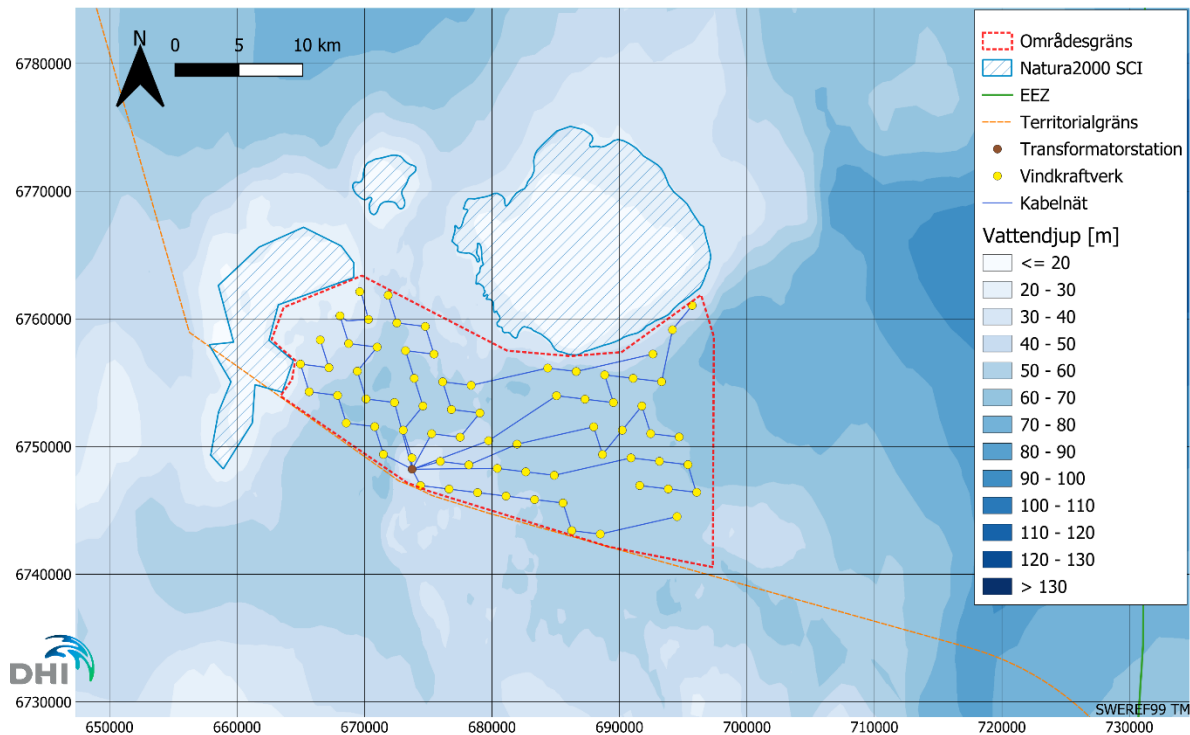 N
0 5 10 km
6780000
6770000
6760000
6750000
6740000
6730000
Områdesgräns
Natura2000 SCI
EEZ
Territorialgräns
Transformatorstation
Vindkraftverk
Kabelnät
Vattendjup [m]
<= 20
20 - 30
30 - 40
40 - 50
50 - 60
60 - 70
70 - 80
80 - 90
90 - 100
100 - 110
110 - 120
120 - 130
> 130
DHI
SWEREF99 TM
650000 660000 670000 680000 690000 700000 710000 720000 730000